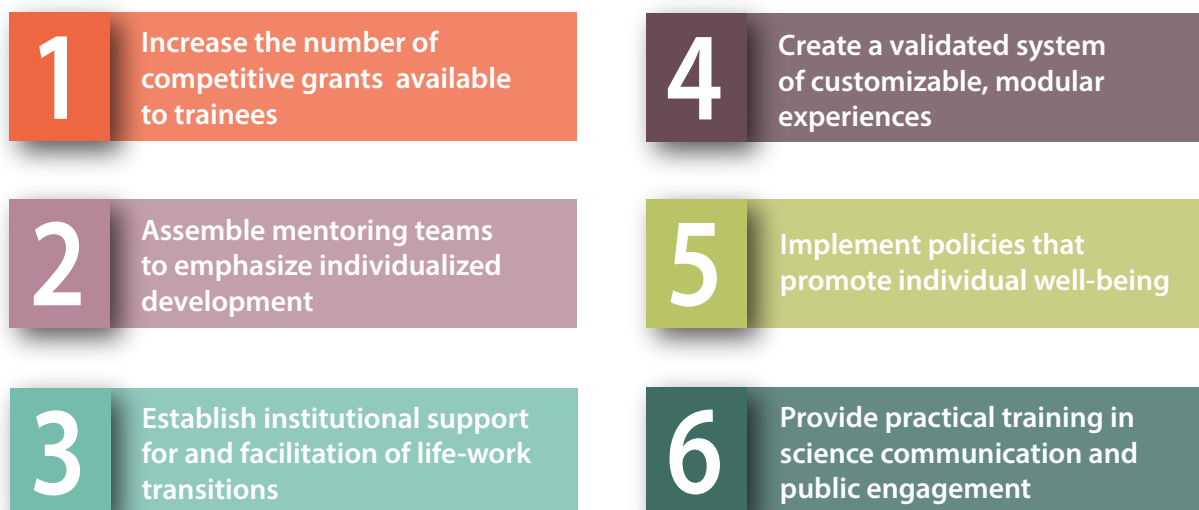 1
Increase the number of
competitive grants available
to trainees
2
Assemble mentoring teams
to emphasize individualized
development
3
Establish institutional support
for and facilitation of life-work
transitions
4
Create a validated system
of customizable, modular
experiences
5
Implement policies that
promote individual well-being
6
Provide practical training in
science communication and
public engagement